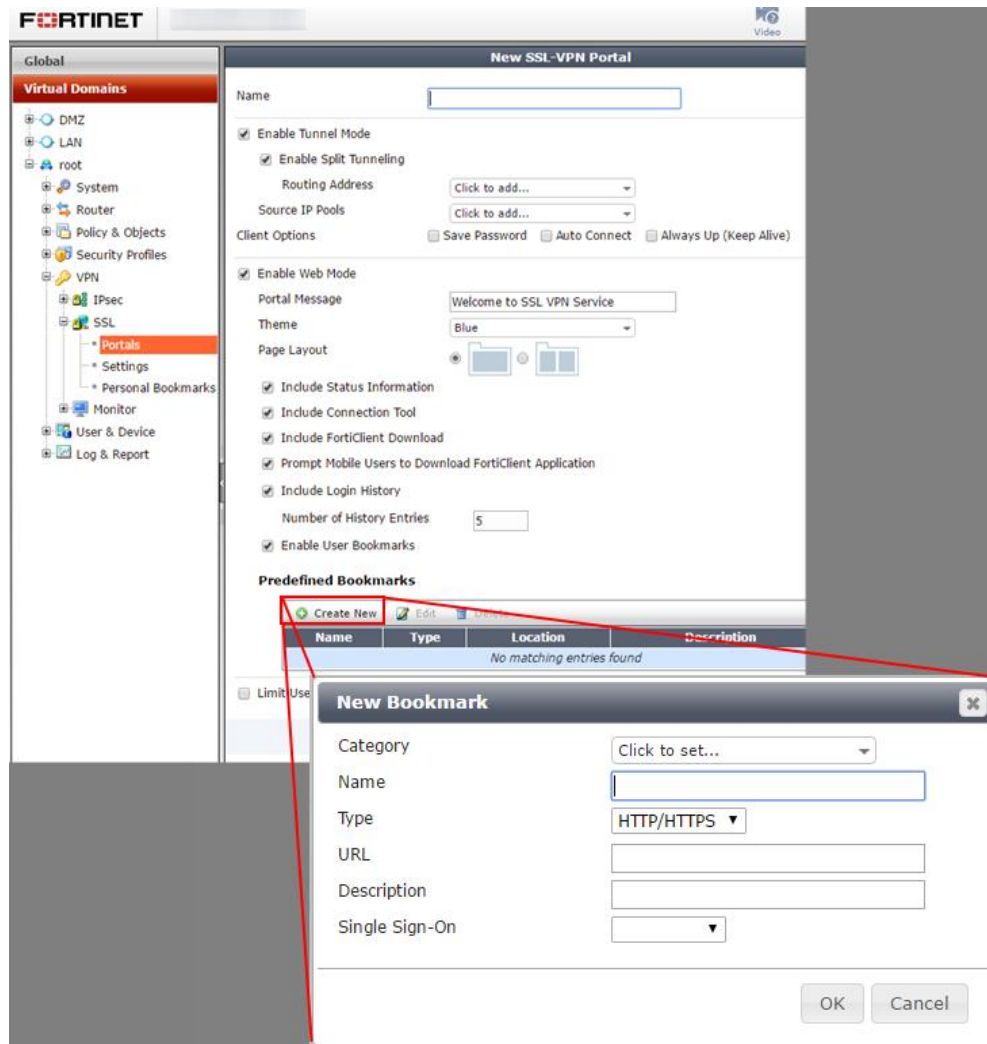 FORTINET
Video
Global
Virtual Domains
DMZ
LAN
root
System
Router
Policy & Objects
Security Profiles
VPN
IPsec
SSL
Portals
Settings
Personal Bookmarks
Monitor
User & Device
Log & Report
New SSL-VPN Portal
Name
Enable Tunnel Mode
Enable Split Tunneling
Routing Address Click to add...
Source IP Pools Click to add...
Client Options Save Password Auto Connect Always Up (Keep Alive)
Enable Web Mode
Portal Message Welcome to SSL VPN Service
Theme Blue
Page Layout
Include Status Information
Include Connection Tool
Include FortiClient Download
Prompt Mobile Users to Download FortiClient Application
Include Login History
Number of History Entries 5
Enable User Bookmarks
Predefined Bookmarks
Create New Edit Delete
Name Type Location Description
No matching entries found
Limit Use
New Bookmark
Category Click to set...
Name
Type HTTP/HTTPS
URL
Description
Single Sign-On
OK Cancel